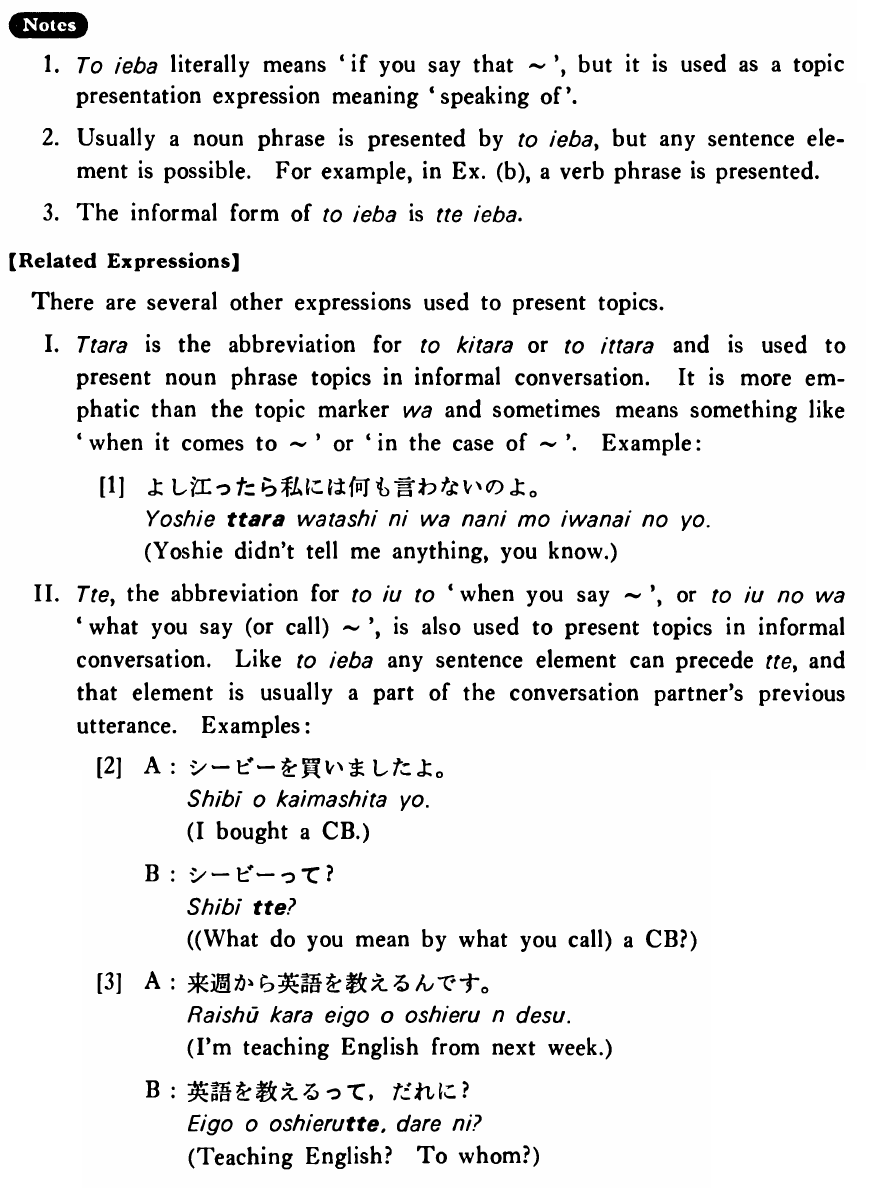 Notes
1. To ieba literally means ‘if you say that ~’, but it is used as a topic
presentation expression meaning ‘speaking of’.
2. Usually a noun phrase is presented by to ieba, but any sentence ele-
ment is possible. For example, in Ex. (b), a verb phrase is presented.
3. The informal form of to ieba is tte ieba.
【Related Expressions】
There are several other expressions used to present topics.
I. Ttara is the abbreviation for to kitara or to ittara and is used to
present noun phrase topics in informal conversation. It is more em-
phatic than the topic marker wa and sometimes means something like
‘when it comes to ~’ or ‘in the case of ~’. Example:
[1] よし江ったら私には何も言わないのよ。
Yoshie ttara watashi ni wa nani mo iwanai no yo.
(Yoshie didn't tell me anything, you know.)
II. Tte, the abbreviation for to iu to ‘when you say ~’, or to iu no wa
‘what you say (or call) ~’, is also used to present topics in informal
conversation. Like to ieba any sentence element can precede tte, and
that element is usually a part of the conversation partner's previous
utterance. Examples:
[2] A: シービーを買いましたよ。
Shībī o kaimashita yo.
(I bought a CB.)
B: シービーって?
Shībī tte?
((What do you mean by what you call) a CB?)
[3] A: 来週から英語を教えるんです。
Raishū kara eigo o oshieru n desu.
(I'm teaching English from next week.)
B: 英語を教えるって，だれに?
Eigo o oshierutte, dare ni?
(Teaching English? To whom?)